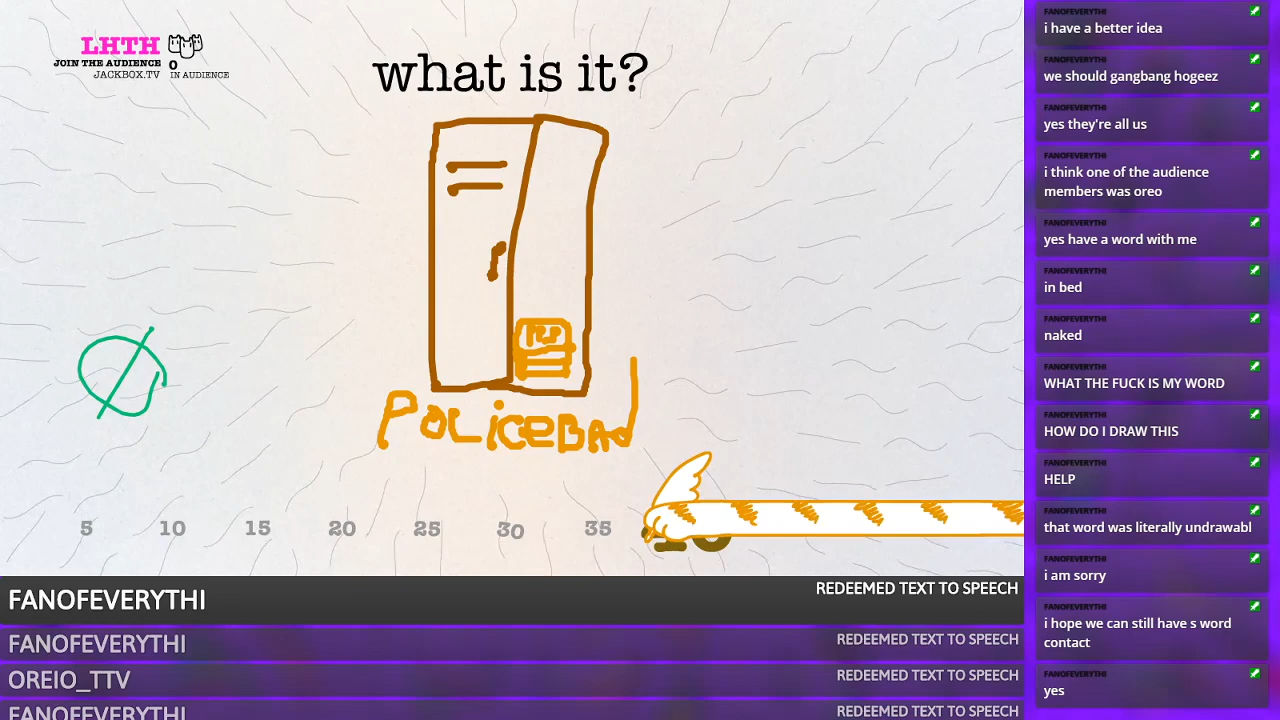 LHTH
JOIN THE AUDIENCE
JACKBOX.TV
0
IN AUDIENCE
what is it?
POLiceBAd
5 10 15 20 25 30 35
FANOFEVERYTHI
REDEEMED TEXT TO SPEECH
FANOFEVERYTHI
REDEEMED TEXT TO SPEECH
OREIO_TTV
REDEEMED TEXT TO SPEECH
FANOFEVERYTHI
REDEEMED TEXT TO SPEECH
FANOFEVERYTHI
i have a better idea
FANOFEVERYTHI
we should gangbang hogeez
FANOFEVERYTHI
yes they're all us
FANOFEVERYTHI
i think one of the audience
members was oreo
FANOFEVERYTHI
yes have a word with me
FANOFEVERYTHI
in bed
FANOFEVERYTHI
naked
FANOFEVERYTHI
WHAT THE FUCK IS MY WORD
FANOFEVERYTHI
HOW DO I DRAW THIS
FANOFEVERYTHI
HELP
FANOFEVERYTHI
that word was literally undrawabl
FANOFEVERYTHI
i am sorry
FANOFEVERYTHI
i hope we can still have s word
contact
FANOFEVERYTHI
yes